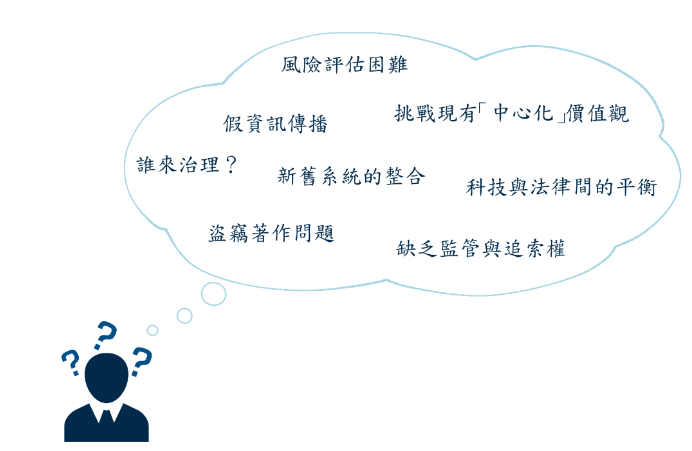 風險評估困難
假資訊傳播
挑戰現有「中心化」價值觀
誰來治理？
新舊系統的整合
科技與法律間的平衡
盜竊著作問題
缺乏監管與追索權
? ? ?